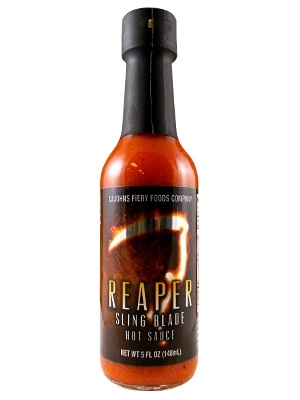 CAJOHNS FIERY FOODS COMPANY
REAPER
SLING BLADE
HOT SAUCE
NET WT 5 FL OZ (148mL)